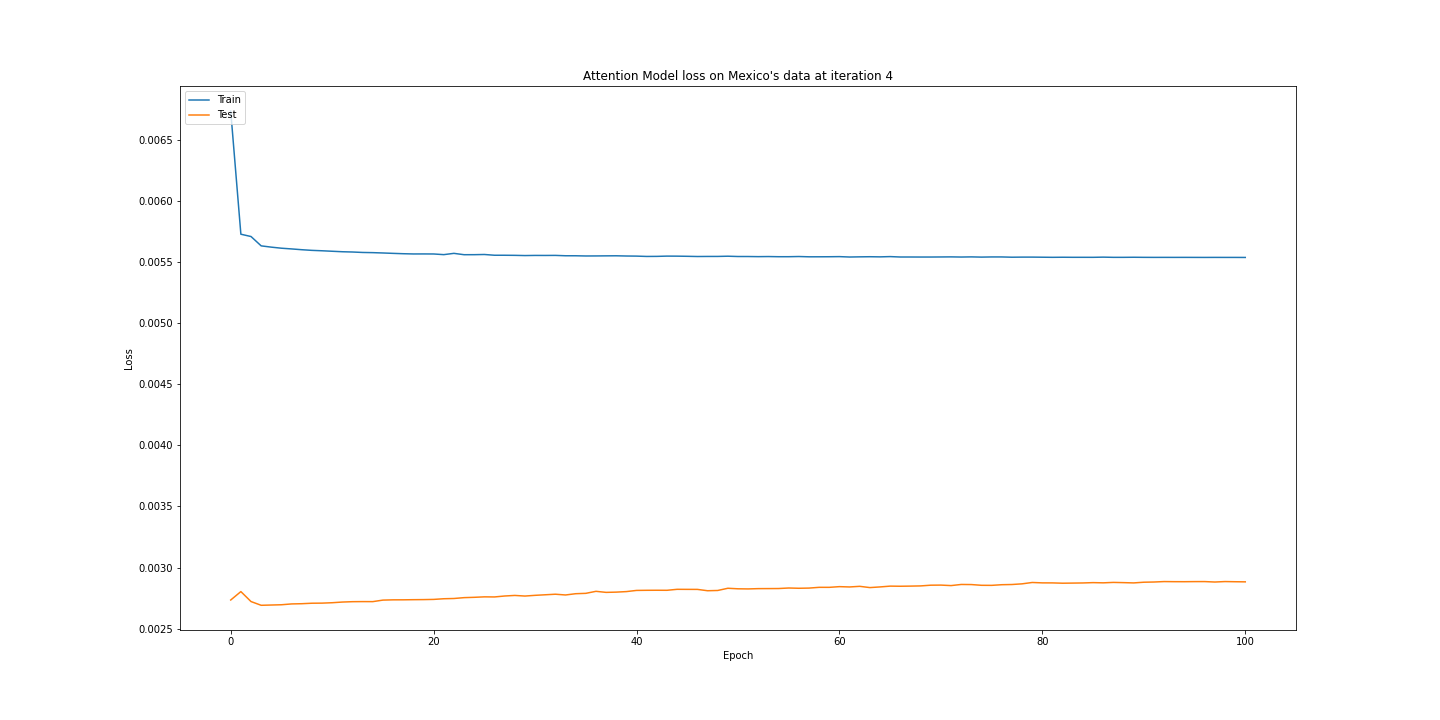 Attention Model loss on Mexico's data at iteration 4
Train
Test
0.0065
0.0060
0.0055
0.0050
0.0045
0.0040
0.0035
0.0030
0.0025
Loss
0 20 40 60 80 100
Epoch